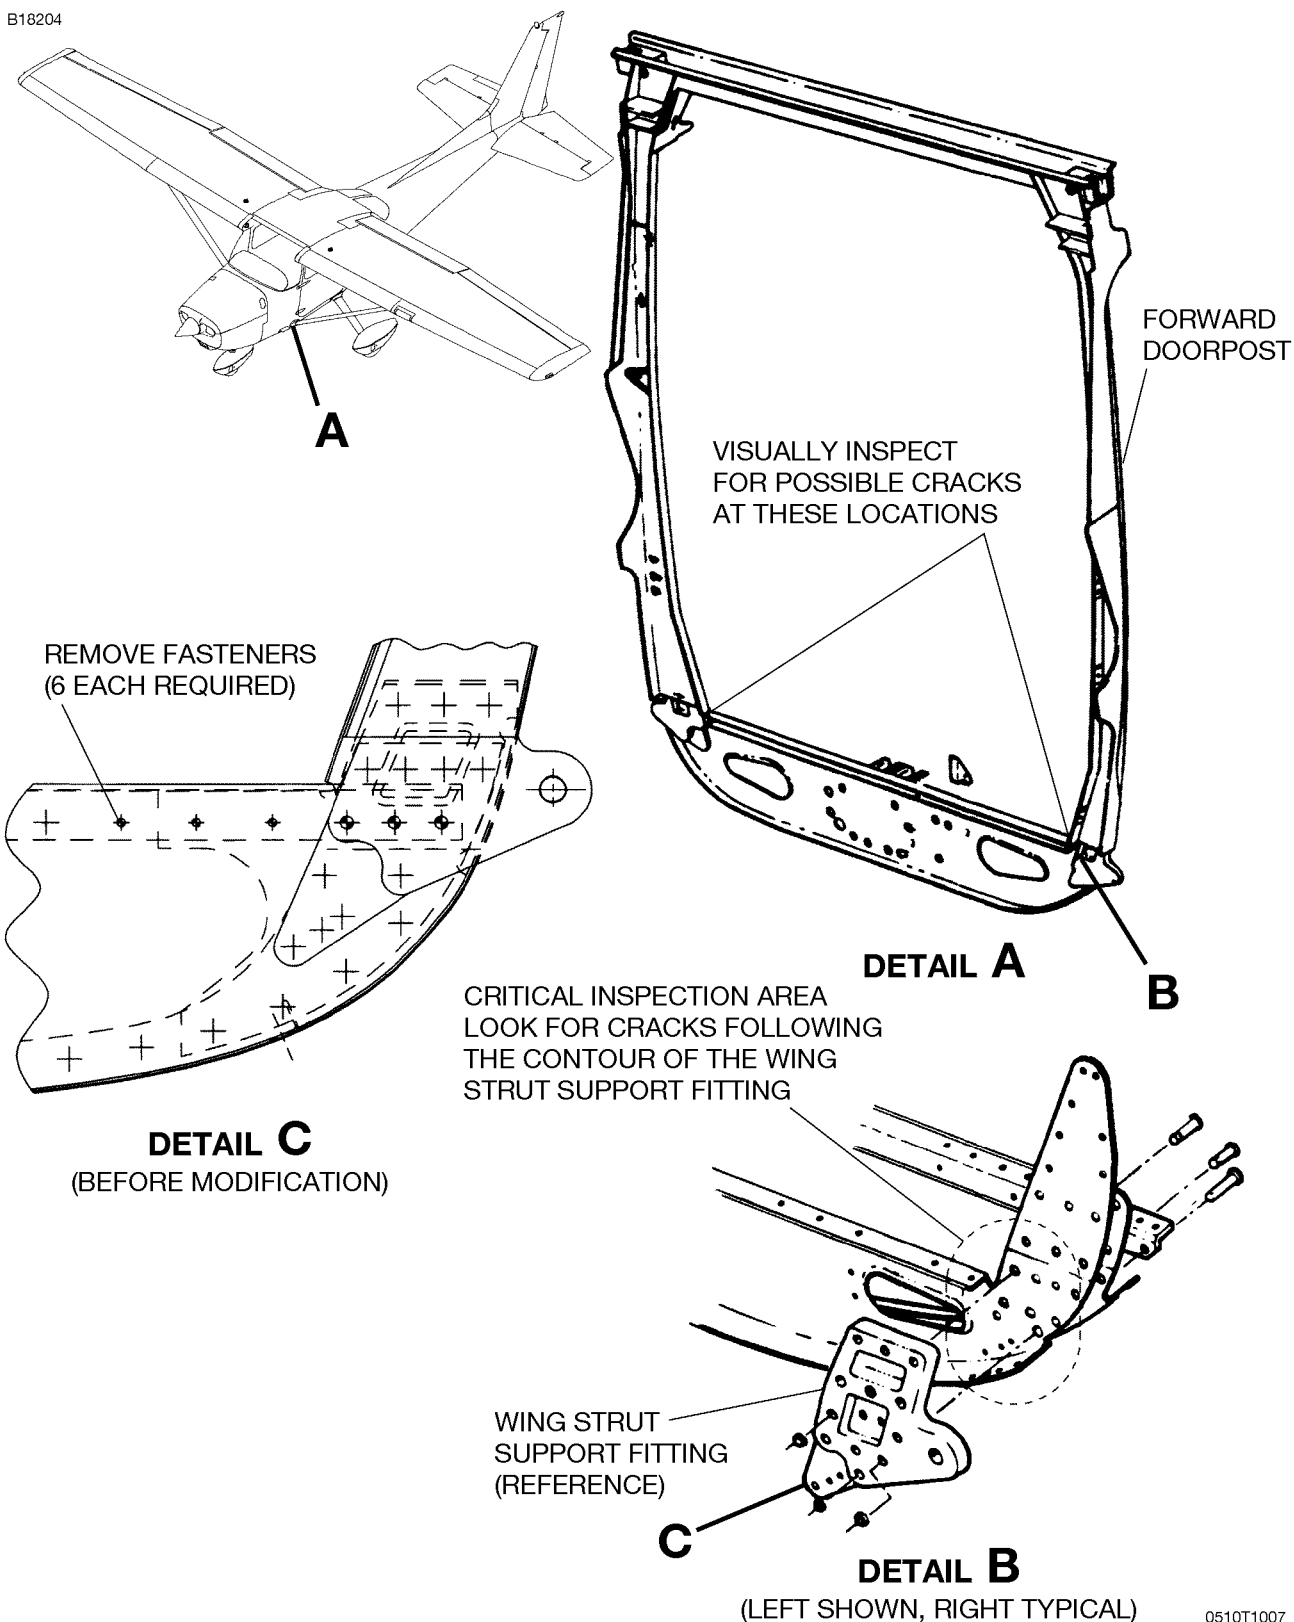 B18204
A
FORWARD
DOORPOST
VISUALLY INSPECT
FOR POSSIBLE CRACKS
AT THESE LOCATIONS
REMOVE FASTENERS
(6 EACH REQUIRED)
DETAIL A
B
CRITICAL INSPECTION AREA
LOOK FOR CRACKS FOLLOWING
THE CONTOUR OF THE WING
STRUT SUPPORT FITTING
DETAIL C
(BEFORE MODIFICATION)
WING STRUT
SUPPORT FITTING
(REFERENCE)
C
DETAIL B
(LEFT SHOWN, RIGHT TYPICAL)
0510T1007